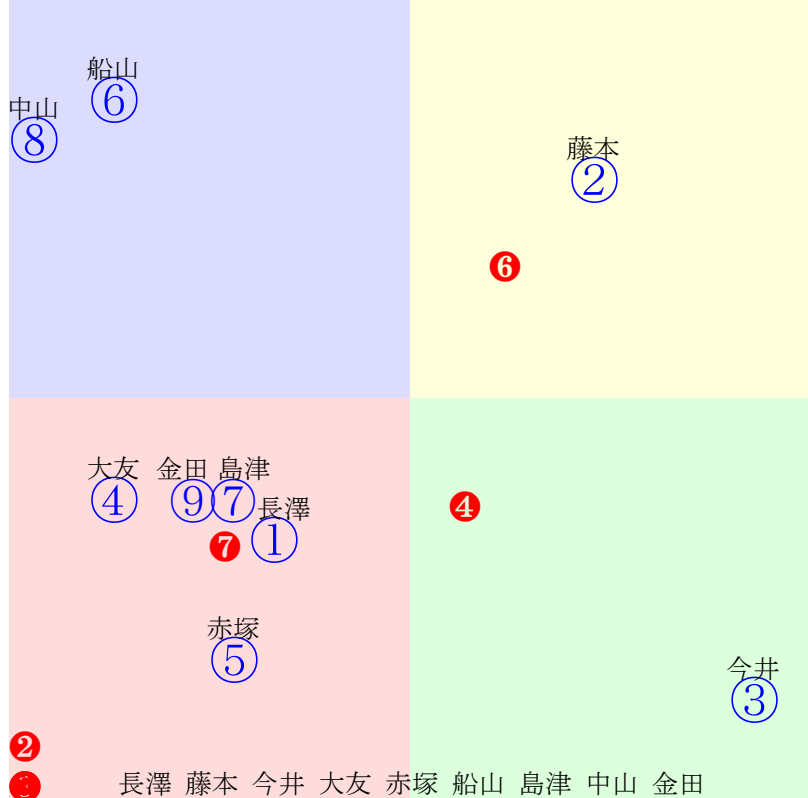 船山
⑥
中山
⑧
藤本
②
❻
大友 金田 島津
④ ⑨ ⑦
長澤
①
❹
❼
赤塚
⑤
今井
③
❷
長澤 藤本 今井 大友 赤塚 船山 島津 中山 金田